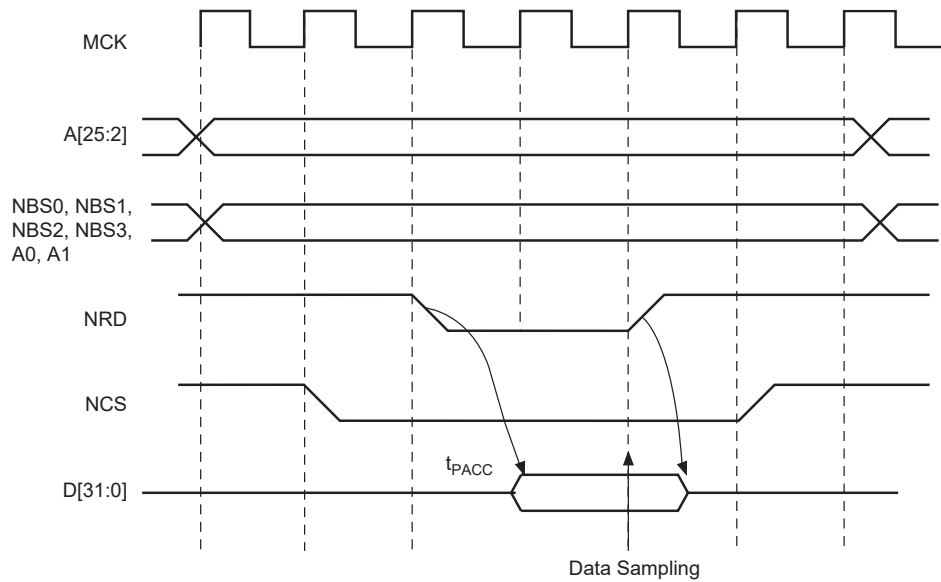 MCK
A[25:2]
NBS0, NBS1,
NBS2, NBS3,
A0, A1
NRD
NCS
tPACC
D[31:0]
Data Sampling